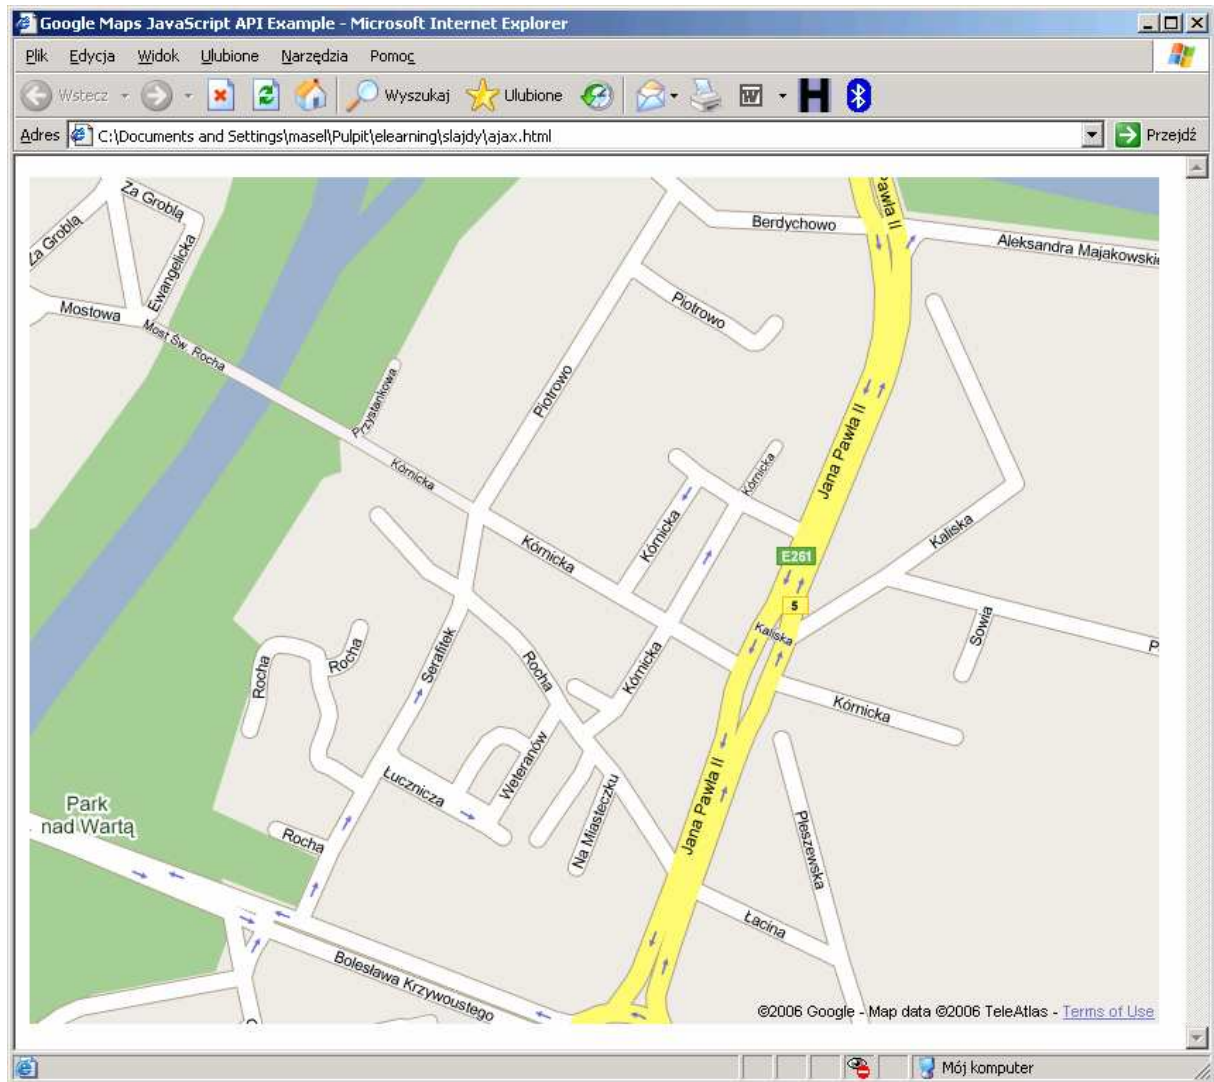 Google Maps JavaScript API Example - Microsoft Internet Explorer
Plik Edycja Widok Ulubione Narzędzia Pomoc
Wstecz Wyszukaj Ulubione
Adres C:\Documents and Settings\masel\Pulpit\elearning\slajdy\ajax.html Przejdź
Za Groblą
Pawła II
Za Groblą
Berdychowo
Aleksandra Majakowskie
Ewangelicka
Mostowa
Piotrowo
Most Św. Rocha
Przystankowa
Piotrowo
Jana Pawła II
Kórnicka
Kórnicka
Kórnicka
Kórnicka
Kaliska
E261
5
Kaliska
Sowia
P
Serafitek
Rocha
Rocha
Rocha
Kórnicka
Kórnicka
Weteranów
Łucznicza
Jana Pawła II
Na Miasteczku
Pleszewska
Park
nad Wartą
Rocha
Łacina
Bolesława Krzywoustego
©2006 Google - Map data ©2006 TeleAtlas - Terms of Use
Mój komputer